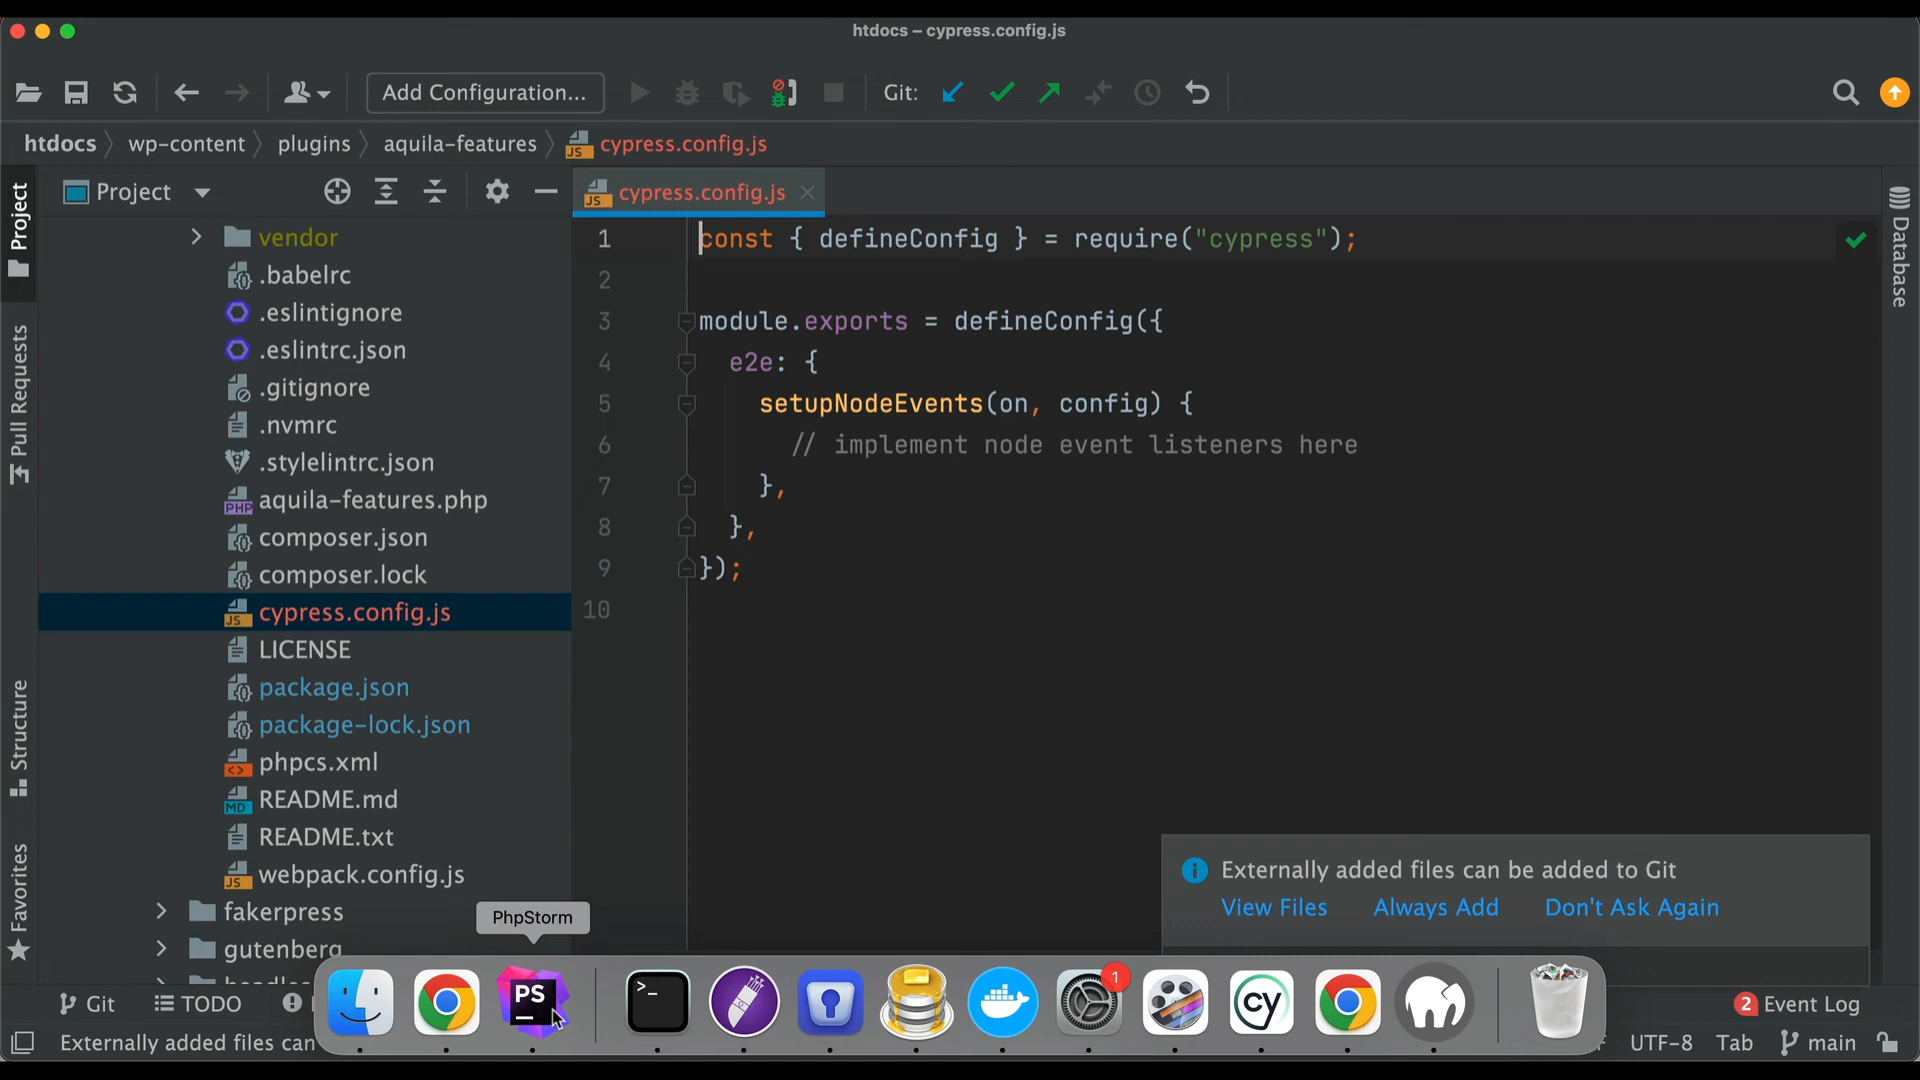 htdocs – cypress.config.js
Add Configuration...
Git:
htdocs
wp-content
plugins
aquila-features
cypress.config.js
Project
Pull Requests
Structure
Favorites
Project
vendor
.babelrc
.eslintignore
.eslintrc.json
.gitignore
.nvmrc
.stylelintrc.json
aquila-features.php
composer.json
composer.lock
cypress.config.js
LICENSE
package.json
package-lock.json
phpcs.xml
README.md
README.txt
webpack.config.js
fakerpress
gutenberg
cypress.config.js
1 const { defineConfig } = require("cypress");
2
3 module.exports = defineConfig({
4 e2e: {
5 setupNodeEvents(on, config) {
6 // implement node event listeners here
7 },
8 },
9 });
10
Database
Externally added files can be added to Git
View Files Always Add Don't Ask Again
PhpStorm
PS
>_
1
cy
Git
TODO
2 Event Log
Externally added files can
UTF-8 Tab main